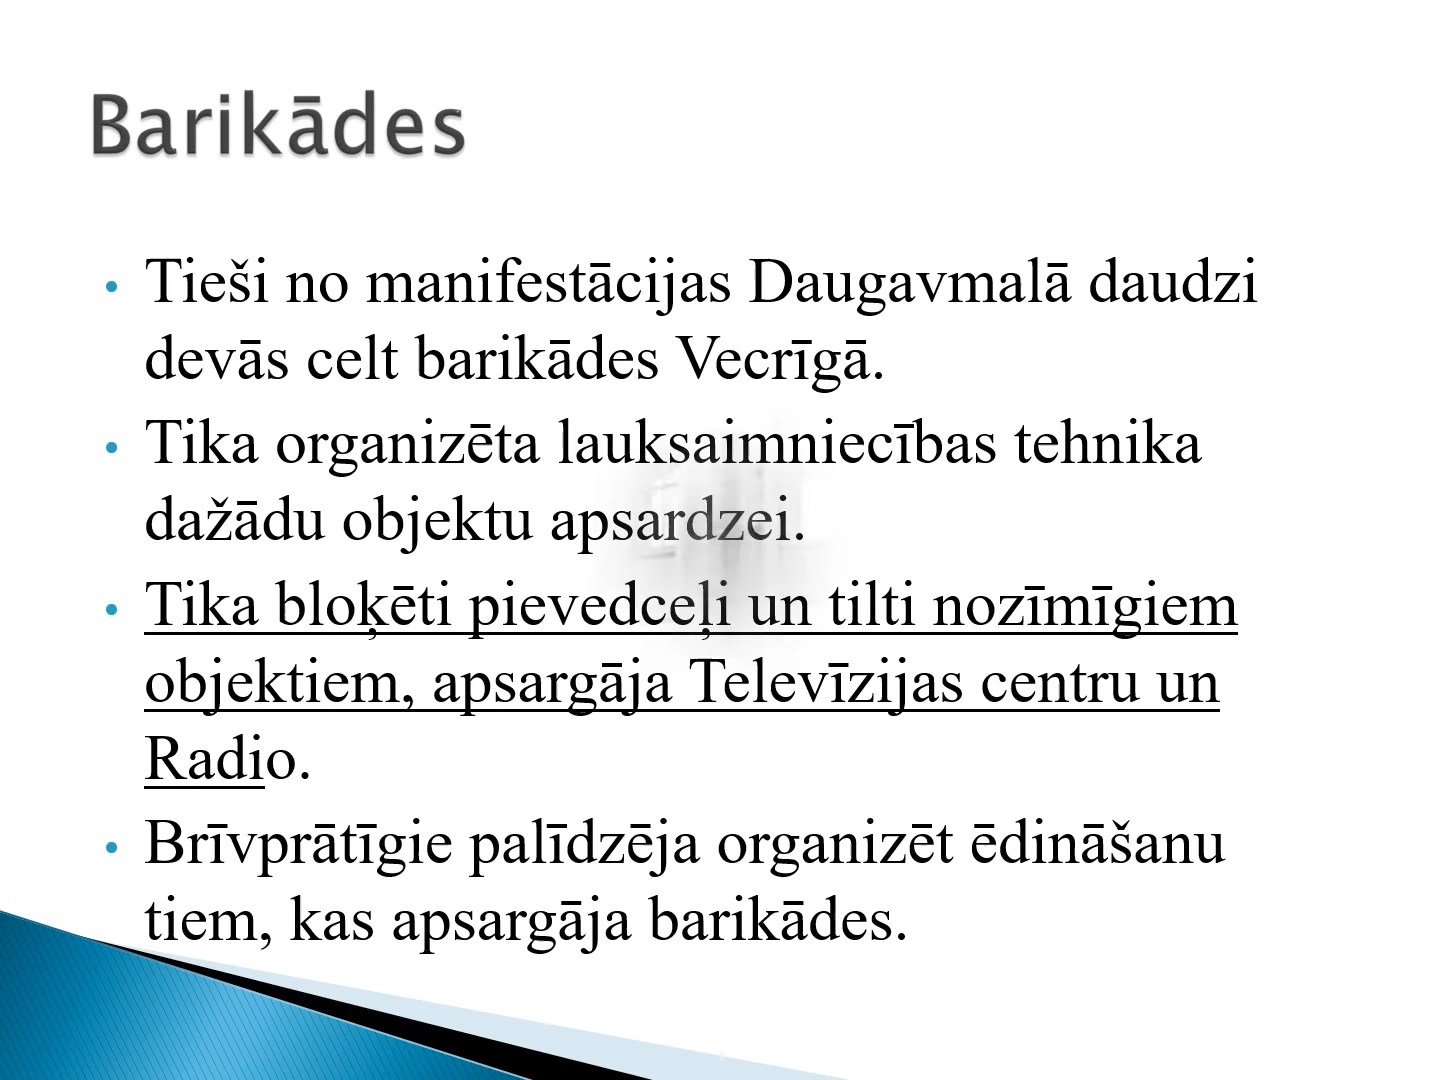 Barikādes
• Tieši no manifestācijas Daugavmalā daudzi
devās celt barikādes Vecrīgā.
• Tika organizēta lauksaimniecības tehnika
dažādu objektu apsardzei.
• Tika bloķēti pievedceļi un tilti nozīmīgiem
objektiem, apsargāja Televīzijas centru un
Radio.
• Brīvprātīgie palīdzēja organizēt ēdināšanu
tiem, kas apsargāja barikādes.